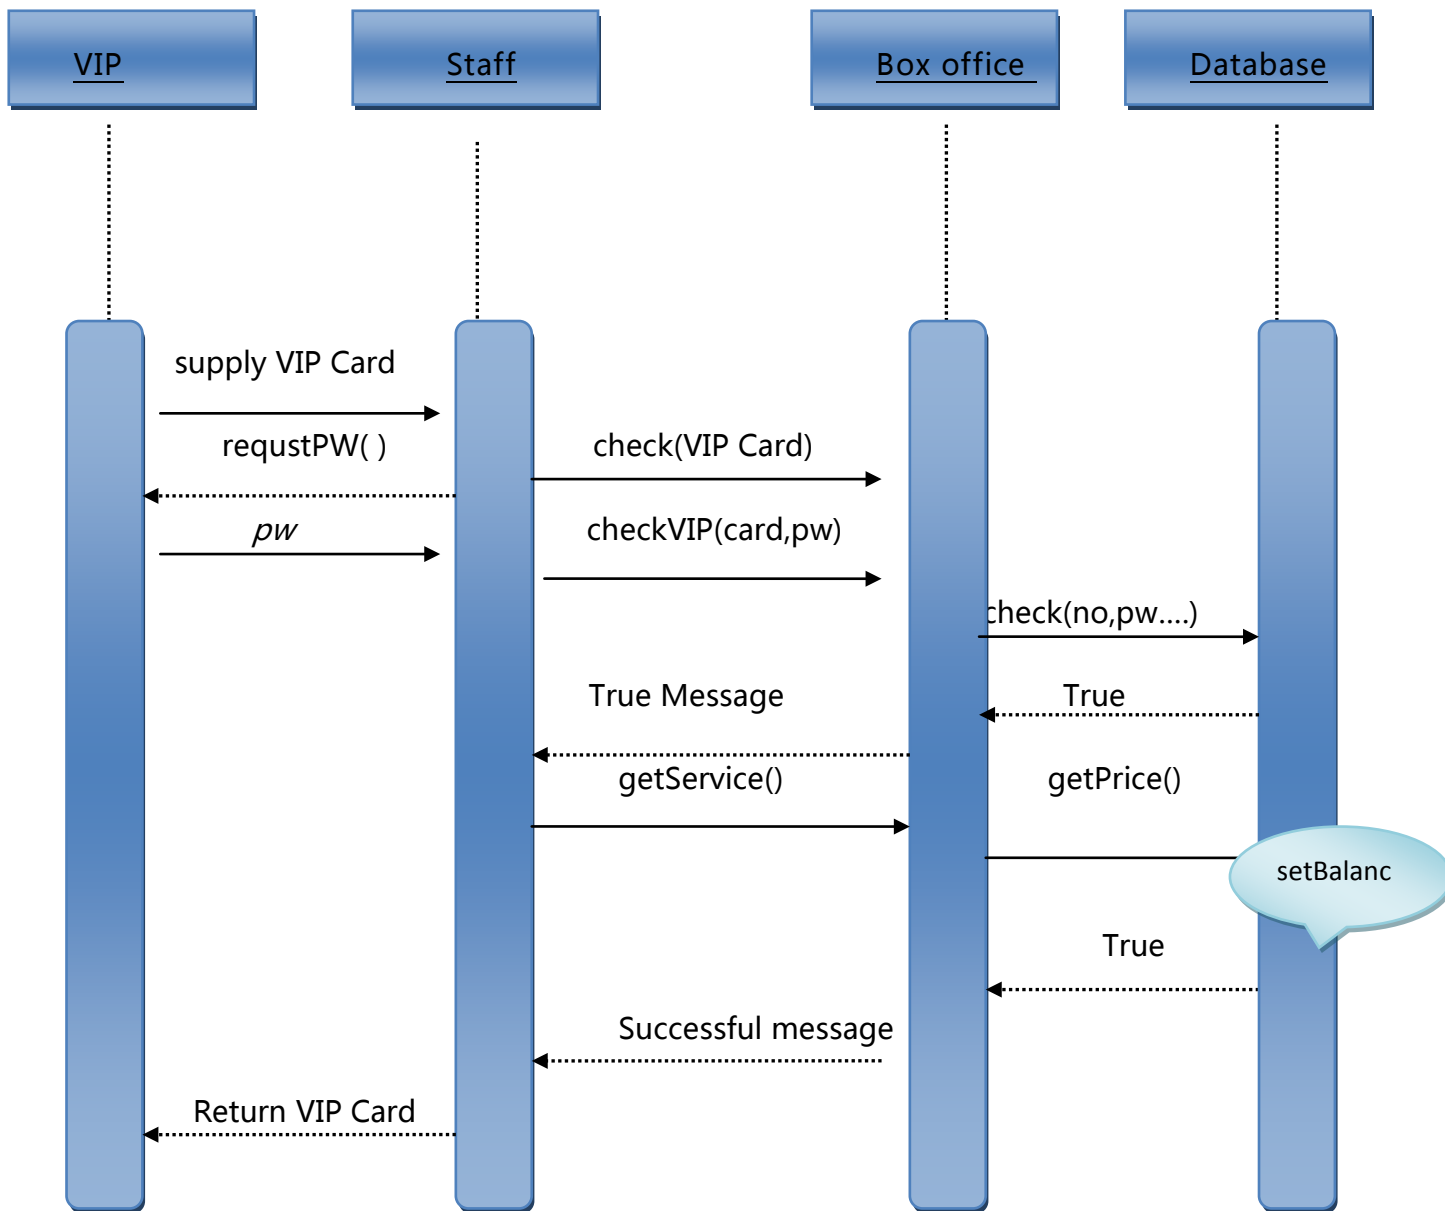 VIP
Staff
Box office
Database
supply VIP Card
requstPW( )
check(VIP Card)
pw
checkVIP(card,pw)
check(no,pw....)
True Message
True
getService()
getPrice()
setBalanc
True
Successful message
Return VIP Card